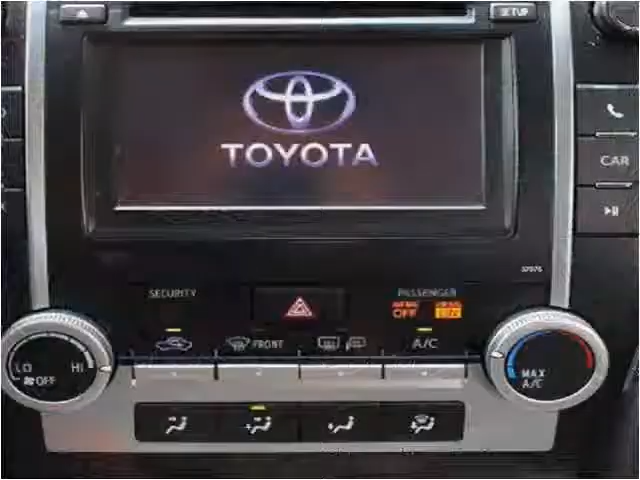 SETUP
TOYOTA
CAR
SECURITY
PASSENGER
OFF
FRONT
A/C
LO
HI
OFF
MAX
A/C